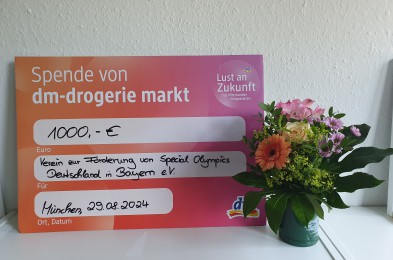 Spende von
dm-drogerie markt
Lust an
Zukunft
1000,-€
Euro
Verein zur Förderung von Special Olympics
Deutschland in Bayern e.V.
Für
München, 29.08.2024
Ort, Datum
dm